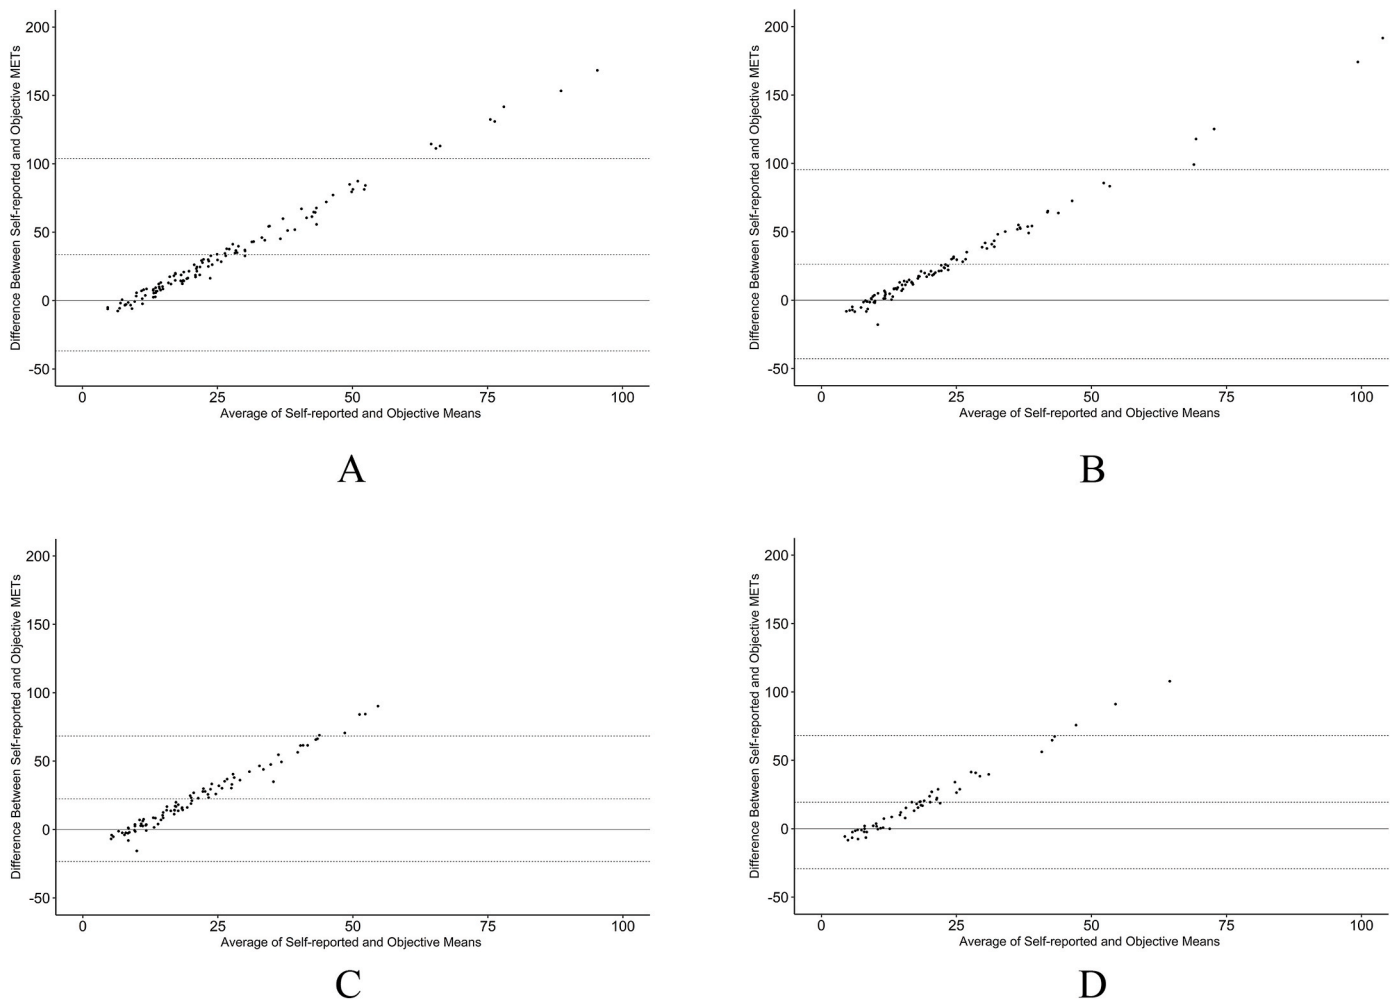 Difference Between Self-reported and Objective METs
200
150
100
50
0
-50
0 25 50 75 100
Average of Self-reported and Objective Means
A
Difference Between Self-reported and Objective METs
200
150
100
50
0
-50
0 25 50 75 100
Average of Self-reported and Objective Means
B
Difference Between Self-reported and Objective METs
200
150
100
50
0
-50
0 25 50 75 100
Average of Self-reported and Objective Means
C
Difference Between Self-reported and Objective METs
200
150
100
50
0
-50
0 25 50 75 100
Average of Self-reported and Objective Means
D